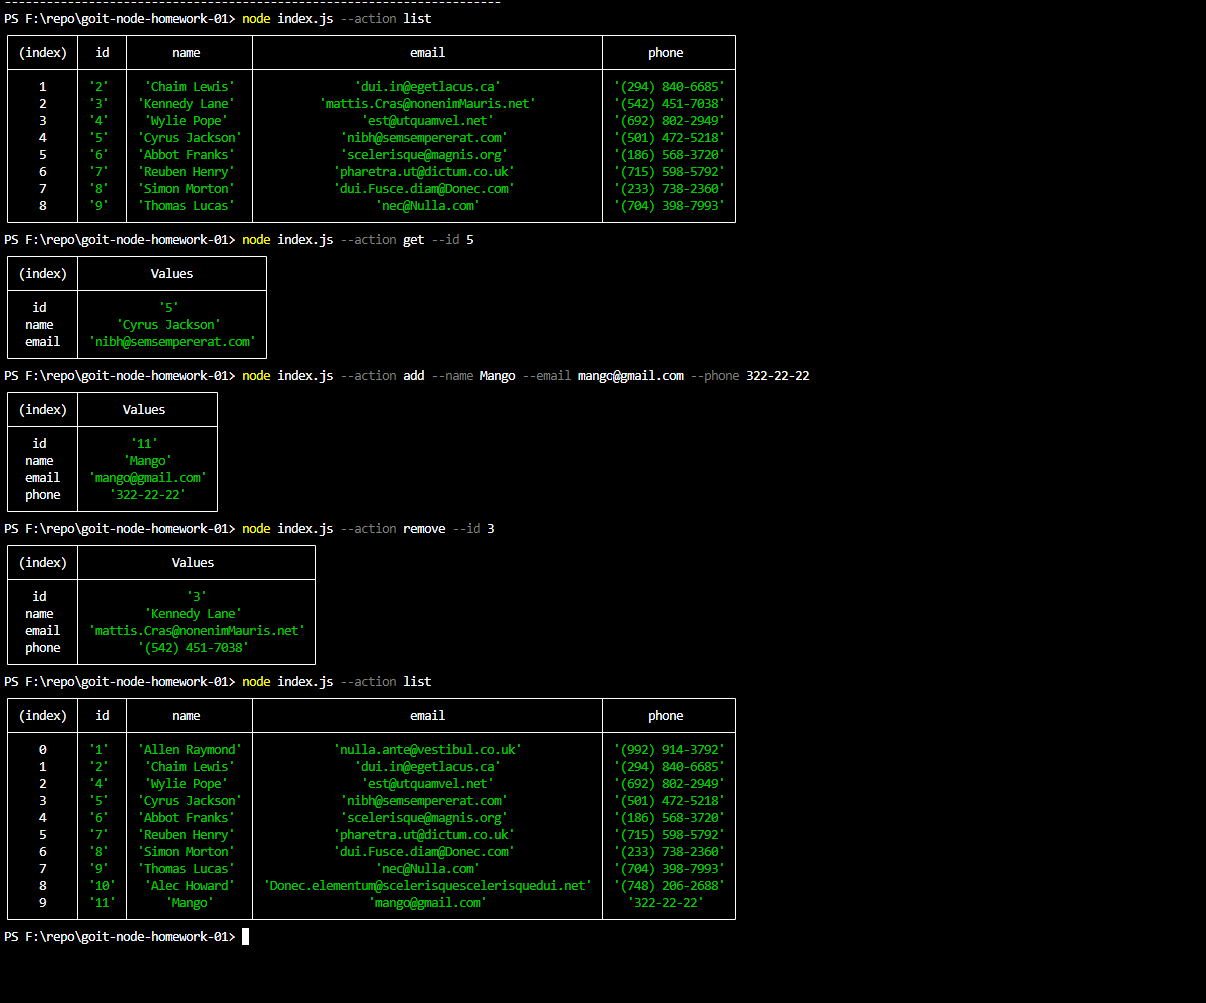 PS F:\repo\goit-node-homework-01> node index.js --action list
(index) id name email phone
1 '2' 'Chaim Lewis' 'dui.in@egetlacus.ca' '(294) 840-6685'
2 '3' 'Kennedy Lane' 'mattis.Cras@nonenimMauris.net' '(542) 451-7038'
3 '4' 'Wylie Pope' 'est@utquamvel.net' '(692) 802-2949'
4 '5' 'Cyrus Jackson' 'nibh@semsempererat.com' '(501) 472-5218'
5 '6' 'Abbot Franks' 'scelerisque@magnis.org' '(186) 568-3720'
6 '7' 'Reuben Henry' 'pharetra.ut@dictum.co.uk' '(715) 598-5792'
7 '8' 'Simon Morton' 'dui.Fusce.diam@Donec.com' '(233) 738-2360'
8 '9' 'Thomas Lucas' 'nec@Nulla.com' '(704) 398-7993'
PS F:\repo\goit-node-homework-01> node index.js --action get --id 5
(index) Values
id '5'
name 'Cyrus Jackson'
email 'nibh@semsempererat.com'
PS F:\repo\goit-node-homework-01> node index.js --action add --name Mango --email mango@gmail.com --phone 322-22-22
(index) Values
id '11'
name 'Mango'
email 'mango@gmail.com'
phone '322-22-22'
PS F:\repo\goit-node-homework-01> node index.js --action remove --id 3
(index) Values
id '3'
name 'Kennedy Lane'
email 'mattis.Cras@nonenimMauris.net'
phone '(542) 451-7038'
PS F:\repo\goit-node-homework-01> node index.js --action list
(index) id name email phone
0 '1' 'Allen Raymond' 'nulla.ante@vestibul.co.uk' '(992) 914-3792'
1 '2' 'Chaim Lewis' 'dui.in@egetlacus.ca' '(294) 840-6685'
2 '4' 'Wylie Pope' 'est@utquamvel.net' '(692) 802-2949'
3 '5' 'Cyrus Jackson' 'nibh@semsempererat.com' '(501) 472-5218'
4 '6' 'Abbot Franks' 'scelerisque@magnis.org' '(186) 568-3720'
5 '7' 'Reuben Henry' 'pharetra.ut@dictum.co.uk' '(715) 598-5792'
6 '8' 'Simon Morton' 'dui.Fusce.diam@Donec.com' '(233) 738-2360'
7 '9' 'Thomas Lucas' 'nec@Nulla.com' '(704) 398-7993'
8 '10' 'Alec Howard' 'Donec.elementum@scelerisquescelerisquedui.net' '(748) 206-2688'
9 '11' 'Mango' 'mango@gmail.com' '322-22-22'
PS F:\repo\goit-node-homework-01>